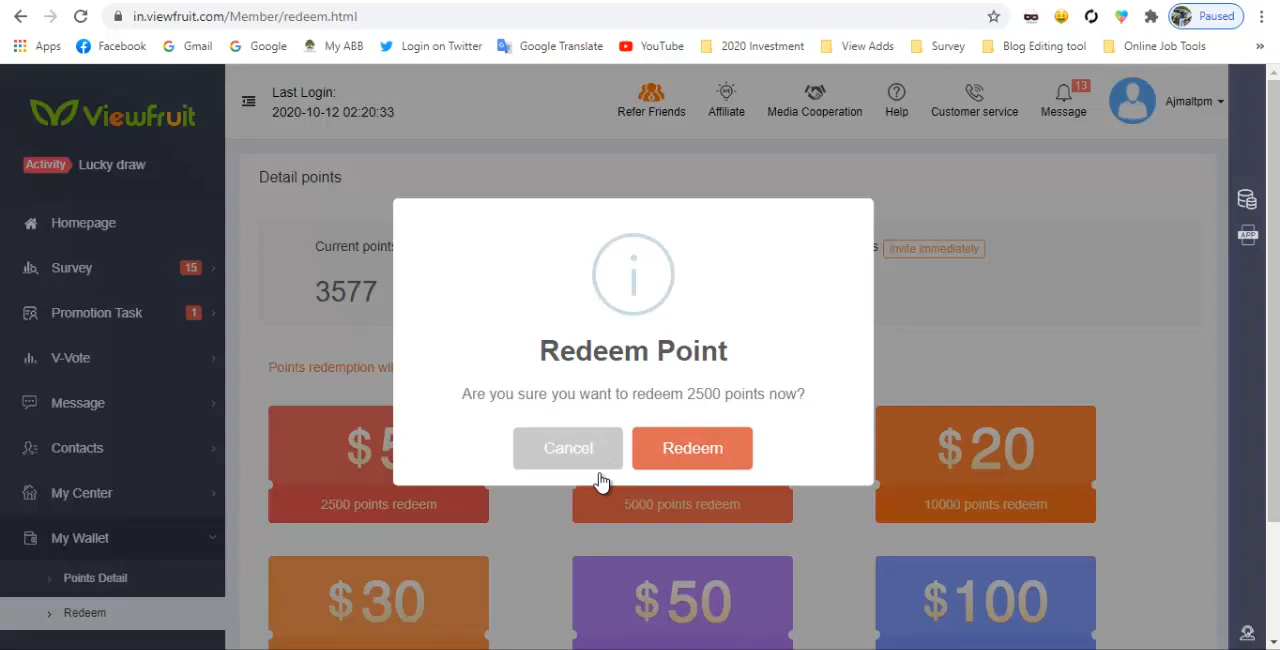 in.viewfruit.com/Member/redeem.html
Paused
Apps Facebook Gmail Google My ABB Login on Twitter Google Translate YouTube 2020 Investment View Adds Survey Blog Editing tool Online Job Tools »
Viewfruit
Activity Lucky draw
Homepage
Survey 15
Promotion Task 1
V-Vote
Message
Contacts
My Center
My Wallet
Points Detail
Redeem
Last Login:
2020-10-12 02:20:33
Refer Friends
Affiliate
Media Cooperation
Help
Customer service
Message
13
Ajmaltpm
APP
Detail points
Current points
s Invite immediately
3577
Points redemption wil
Redeem Point
Are you sure you want to redeem 2500 points now?
Cancel
Redeem
$5
2500 points redeem
5000 points redeem
$20
10000 points redeem
$30
$50
$100